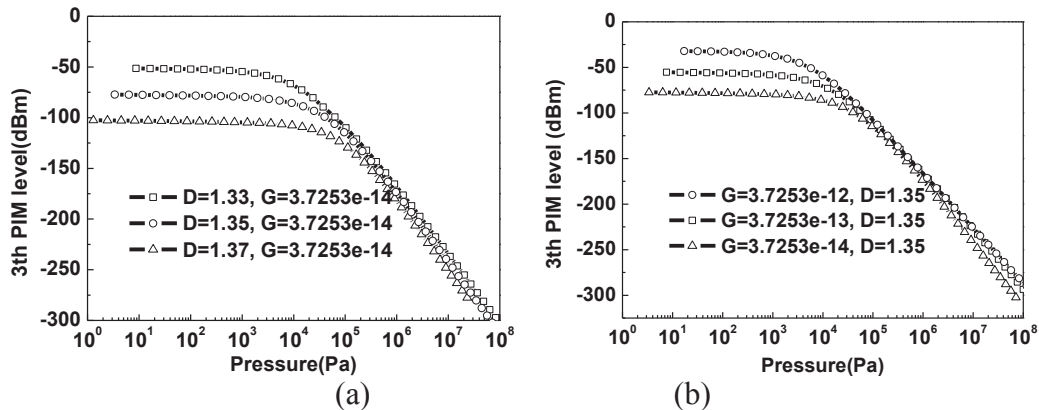 0
-50
-100
-150
-200
-250
-300
3th PIM level(dBm)
D=1.33, G=3.7253e-14
D=1.35, G=3.7253e-14
D=1.37, G=3.7253e-14
10^0 10^1 10^2 10^3 10^4 10^5 10^6 10^7 10^8
Pressure(Pa)
(a)
0
-50
-100
-150
-200
-250
-300
3th PIM level (dBm)
G=3.7253e-12, D=1.35
G=3.7253e-13, D=1.35
G=3.7253e-14, D=1.35
10^0 10^1 10^2 10^3 10^4 10^5 10^6 10^7 10^8
Pressure(Pa)
(b)